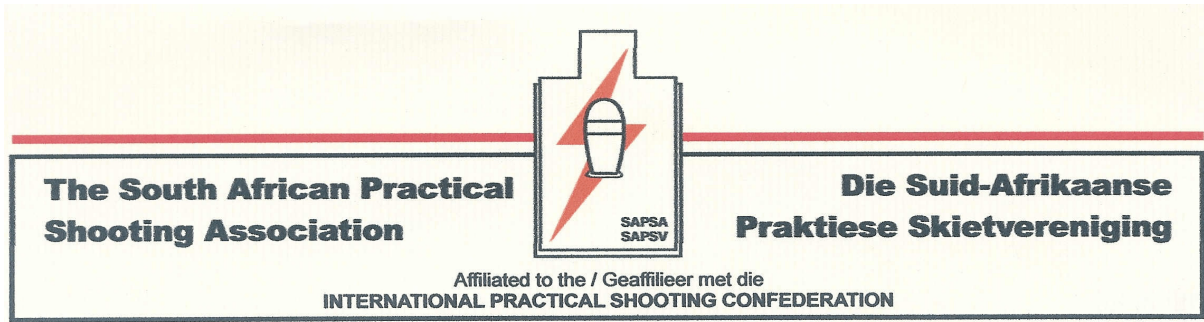 The South African Practical
Shooting Association
SAPSA
SAPSV
Die Suid-Afrikaanse
Praktiese Skietvereniging
Affiliated to the / Geaffilieer met die
INTERNATIONAL PRACTICAL SHOOTING CONFEDERATION